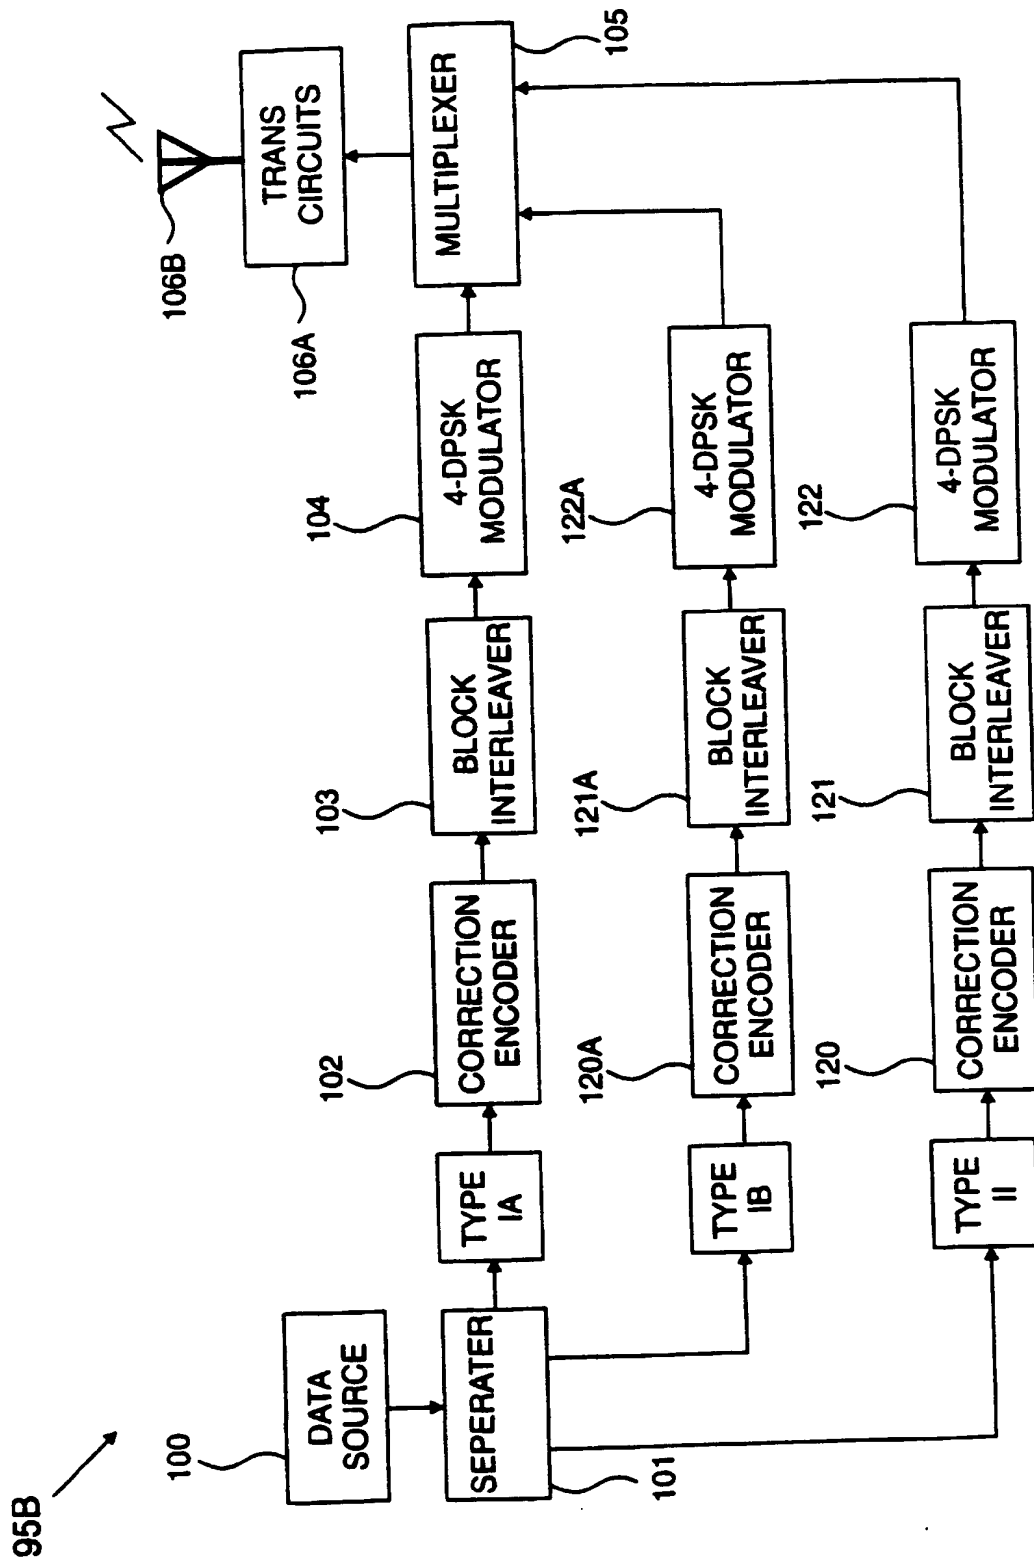 95B
100
DATA
SOURCE
SEPERATER
101
TYPE
IA
102
CORRECTION
ENCODER
103
BLOCK
INTERLEAVER
104
4-DPSK
MODULATOR
MULTIPLEXER
105
106A
TRANS
CIRCUITS
106B
TYPE
IB
120A
CORRECTION
ENCODER
121A
BLOCK
INTERLEAVER
122A
4-DPSK
MODULATOR
TYPE
II
120
CORRECTION
ENCODER
121
BLOCK
INTERLEAVER
122
4-DPSK
MODULATOR